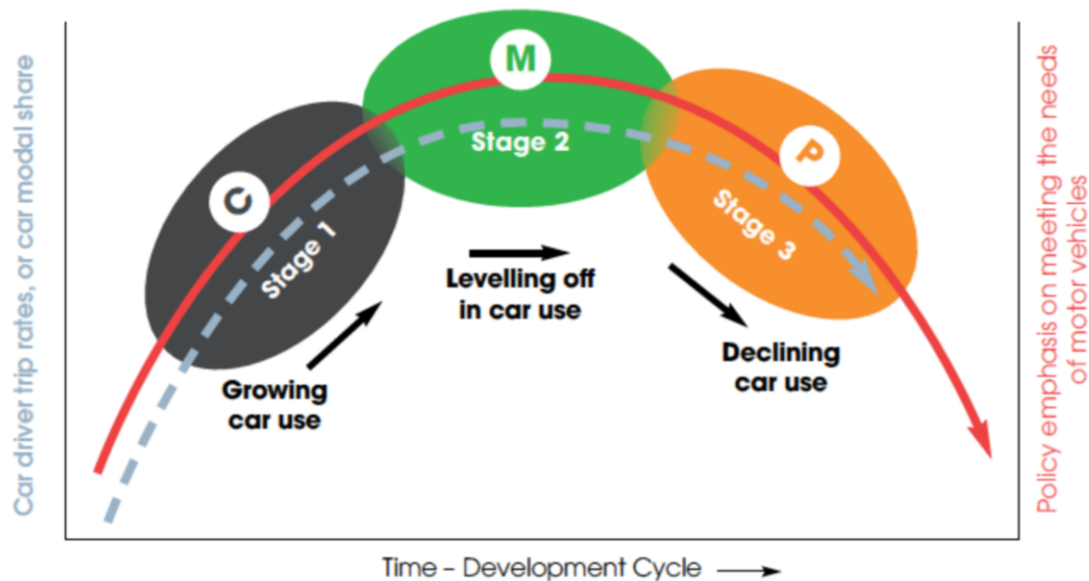 Car driver trip rates, or car modal share
C
Stage 1
M
Stage 2
P
Stage 3
Growing
car use
Levelling off
in car use
Declining
car use
Policy emphasis on meeting the needs
of motor vehicles
Time – Development Cycle